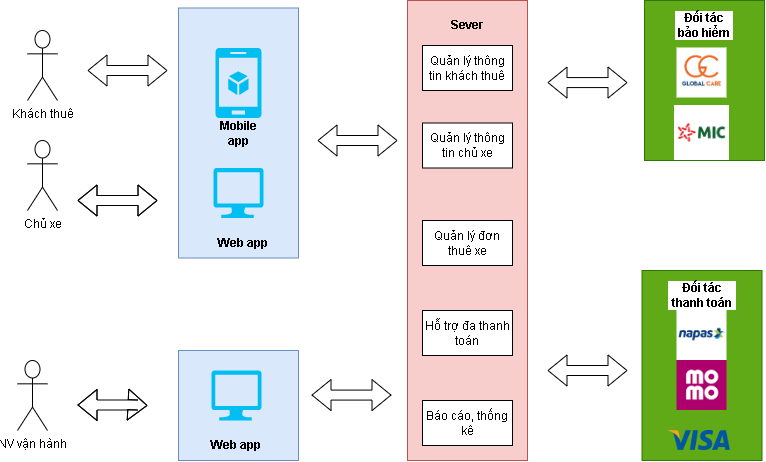 Khách thuê
Chủ xe
NV vận hành
Mobile
app
Web app
Web app
Sever
Quản lý thông
tin khách thuê
Quản lý thông
tin chủ xe
Quản lý đơn
thuê xe
Hỗ trợ đa thanh
toán
Báo cáo, thống
kê
Đối tác
bảo hiểm
GC
GLOBAL CARE
MIC
Đối tác
thanh toán
napas
mo
mo
VISA